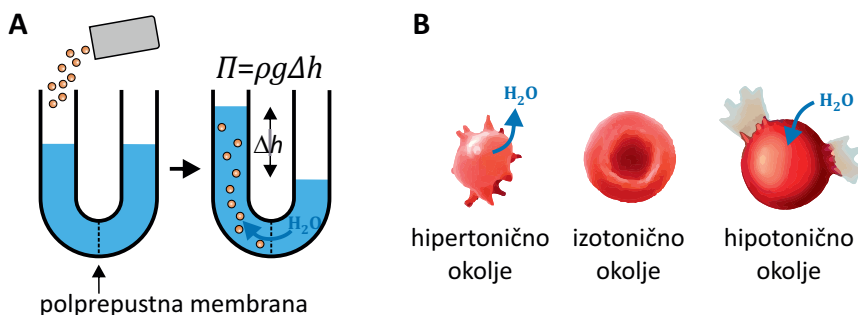 A
Π=ρgΔh
Δh
H₂O
polprepustna membrana
B
H₂O
H₂O
hipertonično
okolje
izotonično
okolje
hipotonično
okolje